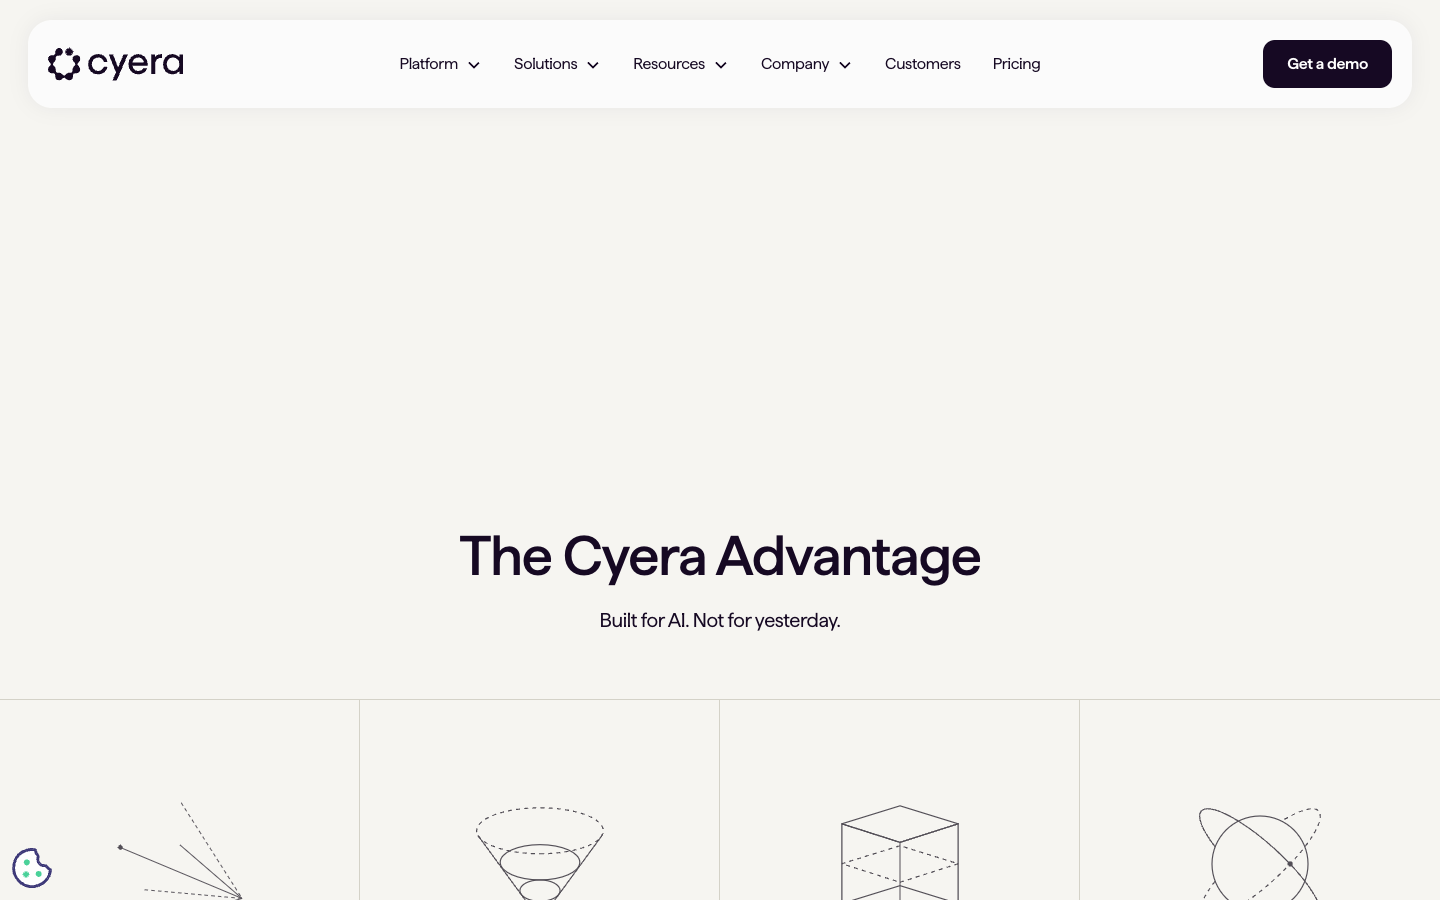 cyera
Platform
Solutions
Resources
Company
Customers
Pricing
Get a demo
The Cyera Advantage
Built for AI. Not for yesterday.